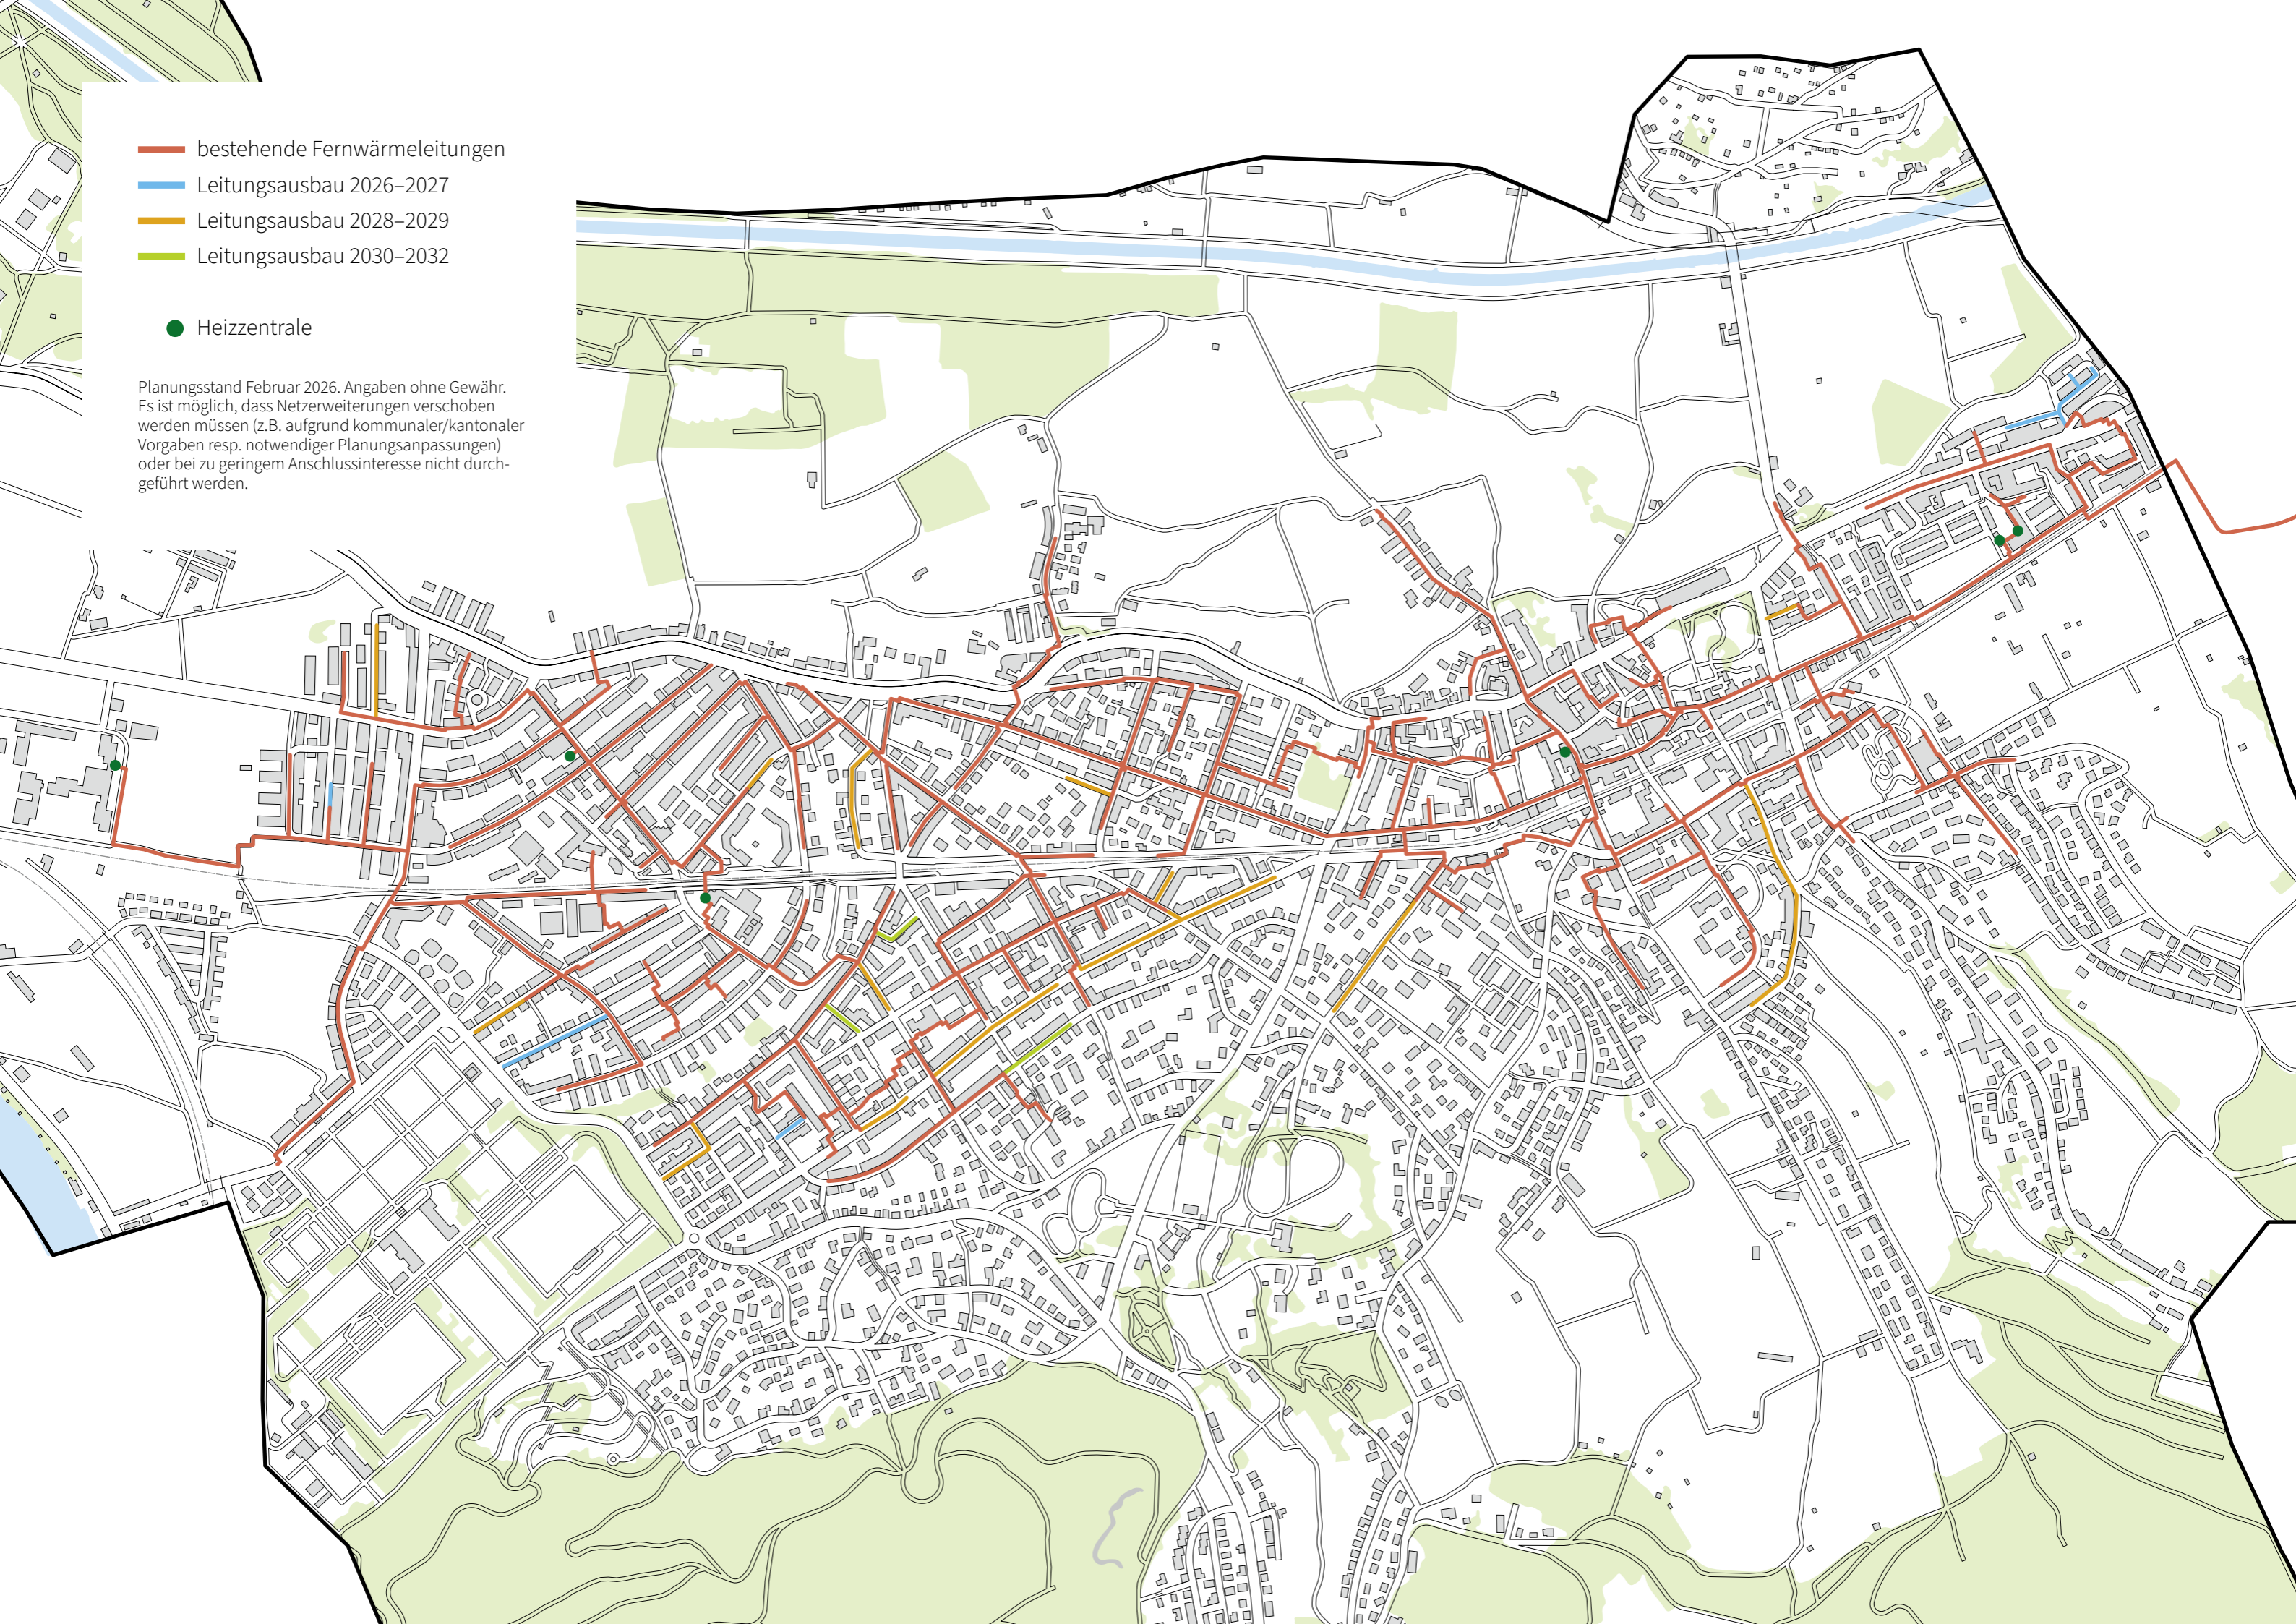 bestehende Fernwärmeleitungen
Leitungsausbau 2026–2027
Leitungsausbau 2028–2029
Leitungsausbau 2030–2032
Heizzentrale
Planungsstand Februar 2026. Angaben ohne Gewähr.
Es ist möglich, dass Netzerweiterungen verschoben
werden müssen (z.B. aufgrund kommunaler/kantonaler
Vorgaben resp. notwendiger Planungsanpassungen)
oder bei zu geringem Anschlussinteresse nicht durch-
geführt werden.